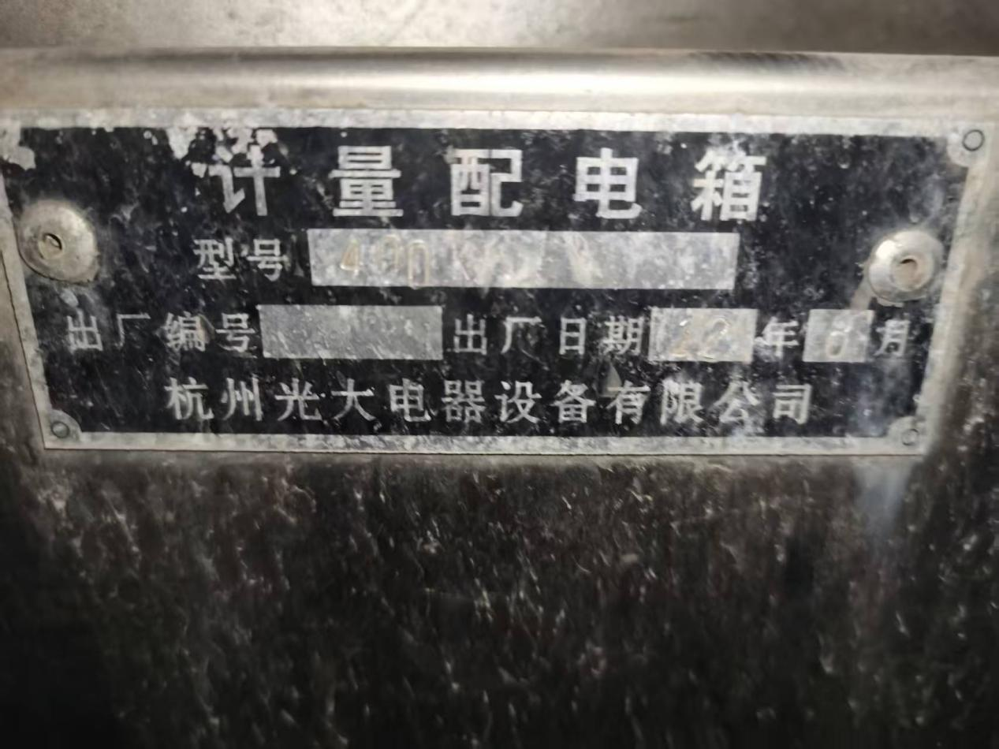 计量配电箱
型号 400
出厂编号 出厂日期 年 月
杭州光大电器设备有限公司